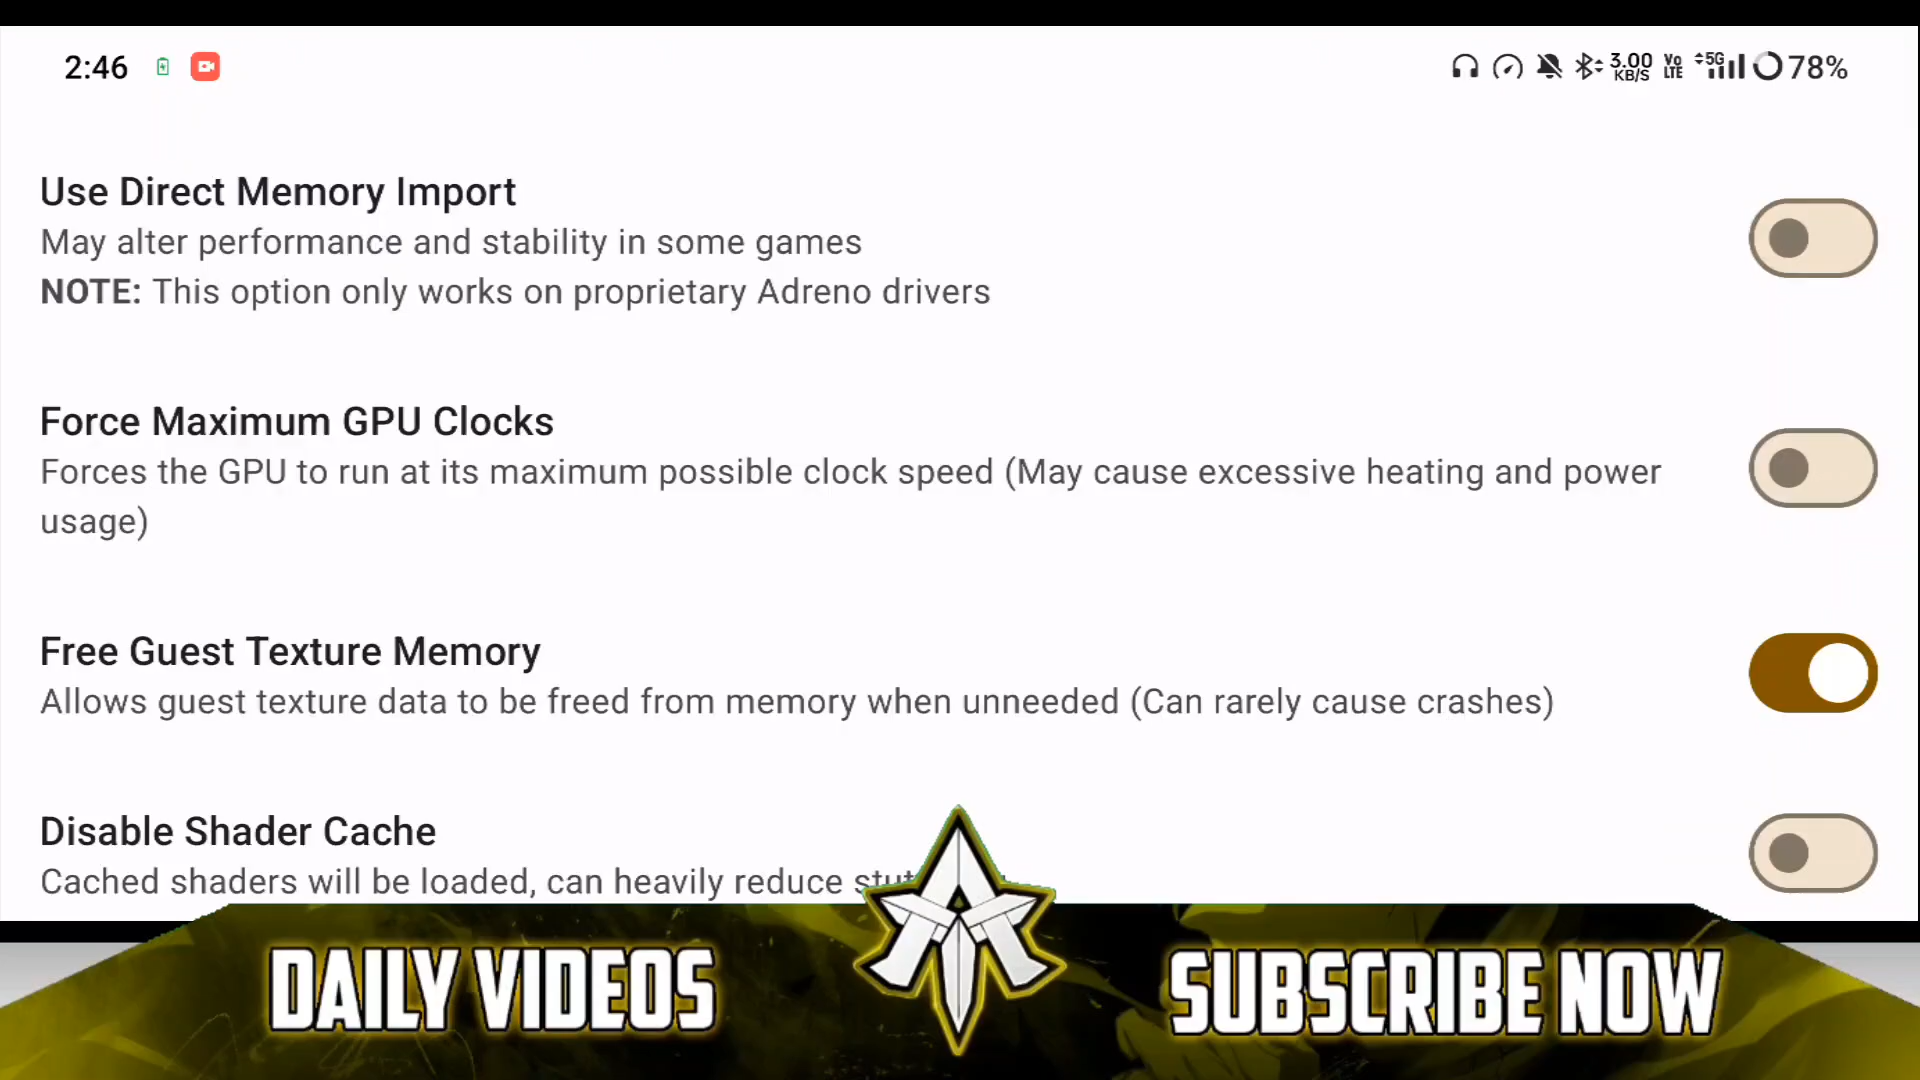 2:46
3.00 KB/S Vo LTE 5G 78%
Use Direct Memory Import
May alter performance and stability in some games
NOTE: This option only works on proprietary Adreno drivers
Force Maximum GPU Clocks
Forces the GPU to run at its maximum possible clock speed (May cause excessive heating and power
usage)
Free Guest Texture Memory
Allows guest texture data to be freed from memory when unneeded (Can rarely cause crashes)
Disable Shader Cache
Cached shaders will be loaded, can heavily reduce
DAILY VIDEOS
SUBSCRIBE NOW